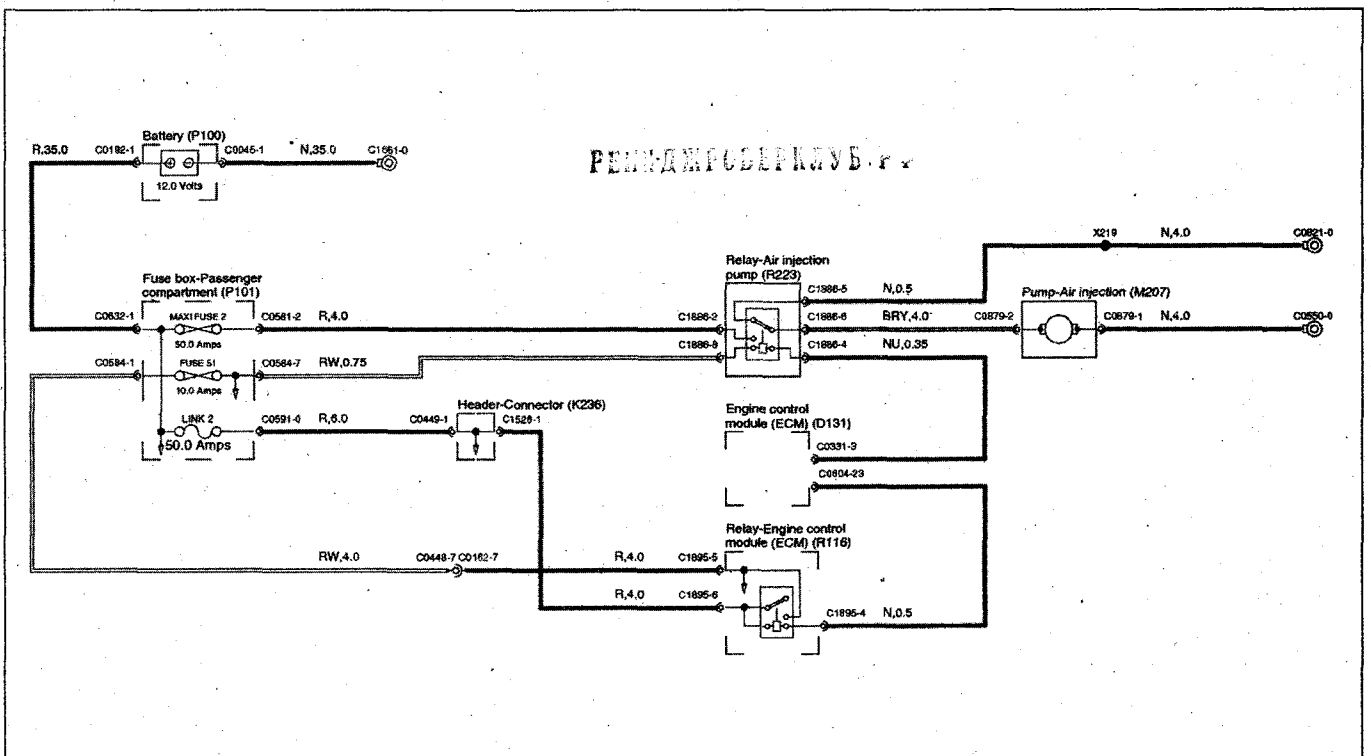 Battery (P100)
R,35.0 C0192-1 C0045-1 N,35.0 C1661-0
12.0 Volts
X219 N,4.0 C0821-0
Relay-Air injection
pump (R223)
Fuse box-Passenger
compartment (P101)
C1886-5 N,0.5
Pump-Air injection (M207)
C0632-1 MAXI FUSE 2 C0581-2 R,4.0 C1886-2 C1886-6 BRY,4.0 C0879-2 C0879-1 N,4.0 C0550-0
50.0 Amps
C1886-8 C1886-4 NU,0.35
C0584-1 FUSE 51 C0584-7 RW,0.75
10.0 Amps
Header-Connector (K236)
Engine control
module (ECM) (D131)
LINK 2 C0591-0 R,6.0 C0449-1 C1526-1
50.0 Amps
C0331-3
C0604-23
Relay-Engine control
module (ECM) (R116)
RW,4.0 C0448-7 C0162-7 R,4.0 C1895-5
R,4.0 C1895-6
C1895-4 N,0.5